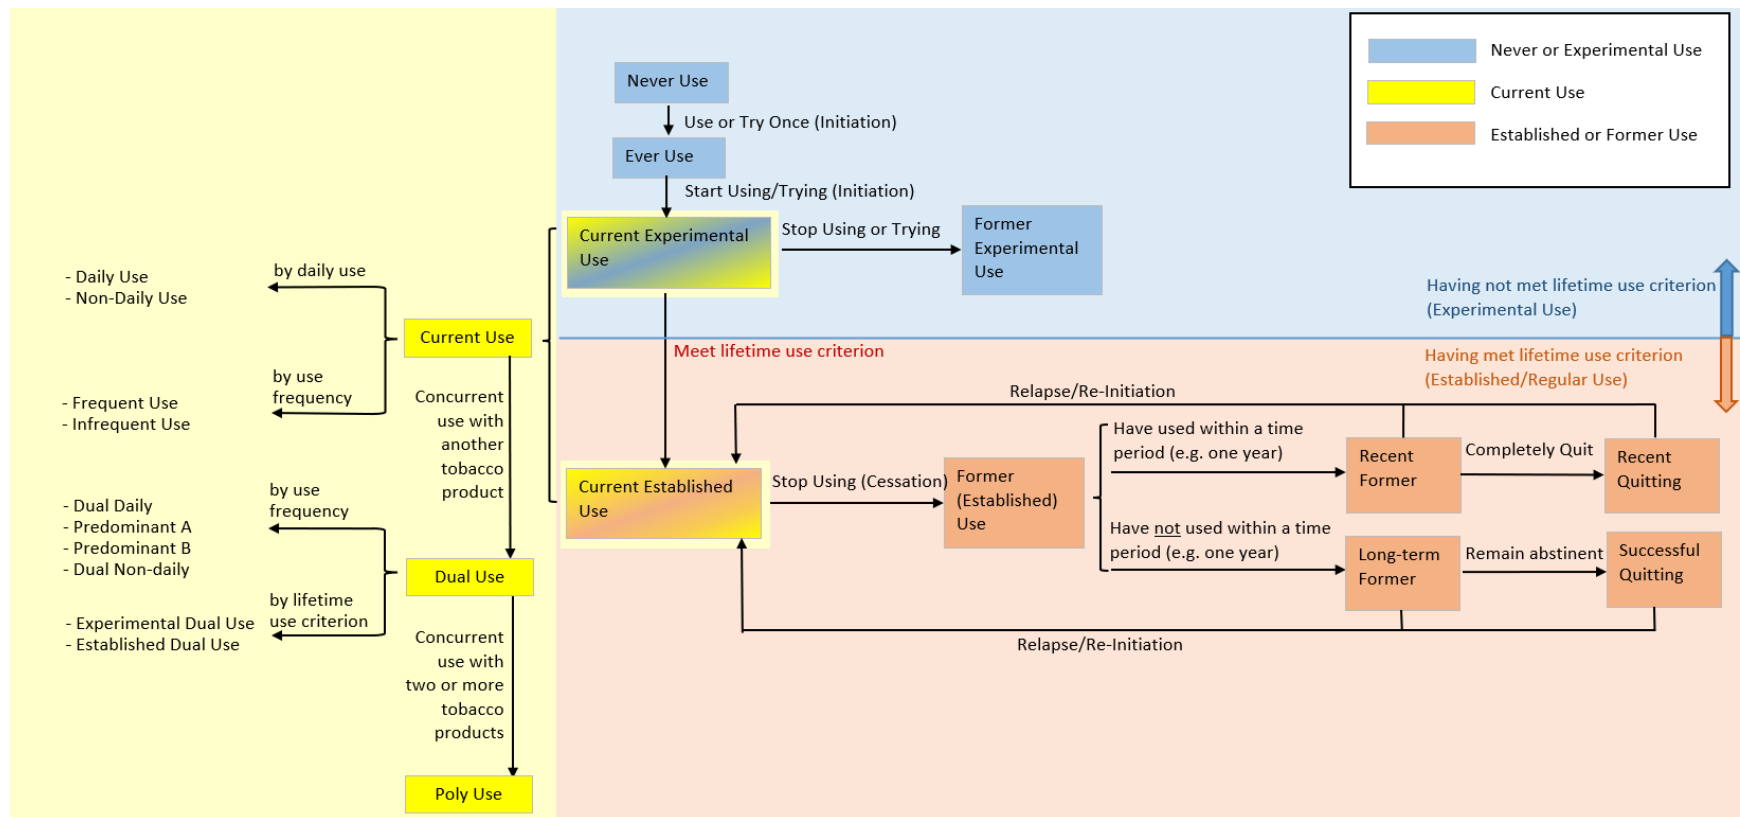 Never or Experimental Use
Current Use
Established or Former Use
Never Use
Use or Try Once (Initiation)
Ever Use
Start Using/Trying (Initiation)
Current Experimental
Use
Stop Using or Trying
Former
Experimental
Use
Having not met lifetime use criterion
(Experimental Use)
Meet lifetime use criterion
Having met lifetime use criterion
(Established/Regular Use)
- Daily Use
- Non-Daily Use
by daily use
Current Use
by use
frequency
- Frequent Use
- Infrequent Use
Concurrent
use with
another
tobacco
product
by use
frequency
- Dual Daily
- Predominant A
- Predominant B
- Dual Non-daily
Dual Use
by lifetime
use criterion
- Experimental Dual Use
- Established Dual Use
Concurrent
use with
two or more
tobacco
products
Poly Use
Relapse/Re-Initiation
Current Established
Use
Stop Using (Cessation)
Former
(Established)
Use
Have used within a time
period (e.g. one year)
Recent
Former
Completely Quit
Recent
Quitting
Have not used within a time
period (e.g. one year)
Long-term
Former
Remain abstinent
Successful
Quitting
Relapse/Re-Initiation